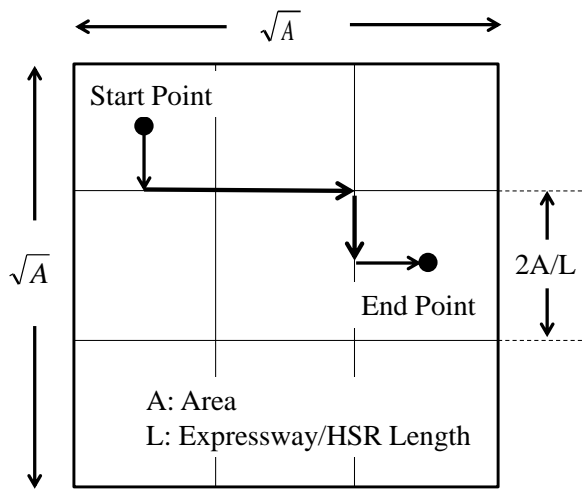 √A
Start Point
√A
2A/L
End Point
A: Area
L: Expressway/HSR Length